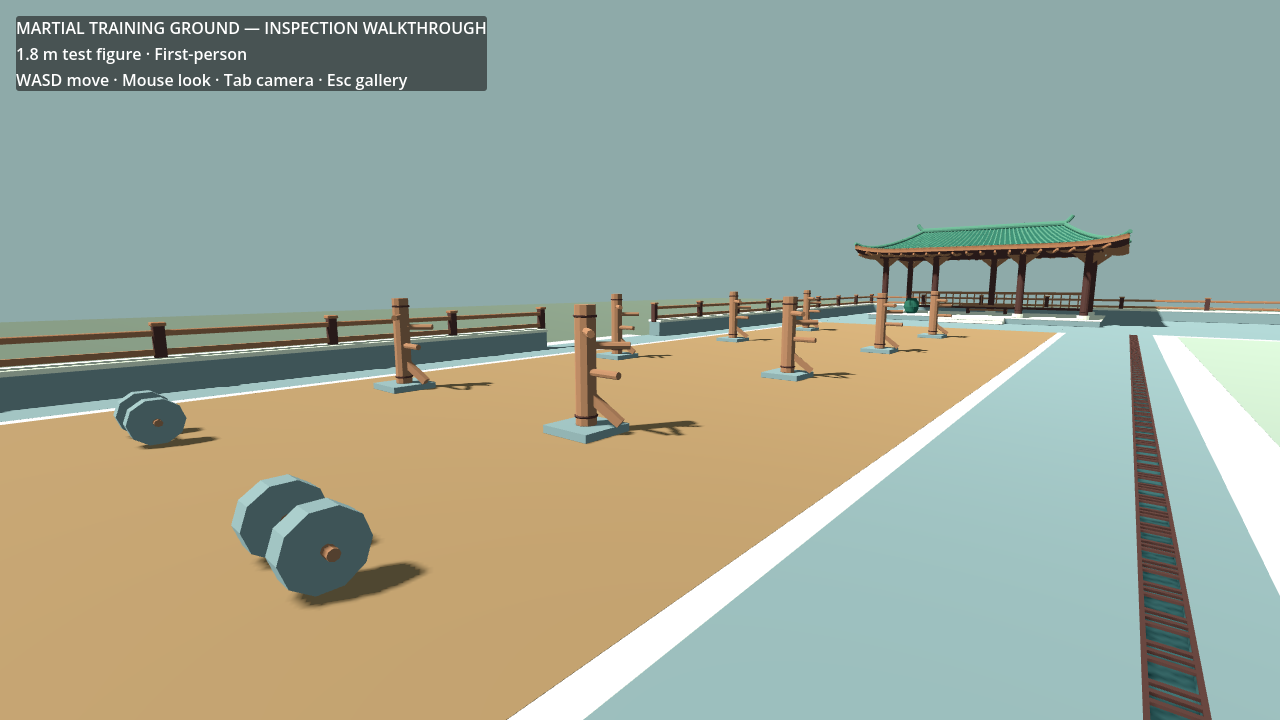 MARTIAL TRAINING GROUND — INSPECTION WALKTHROUGH
1.8 m test figure · First-person
WASD move · Mouse look · Tab camera · Esc gallery